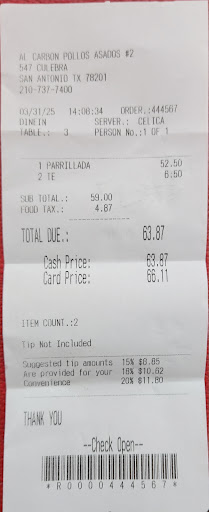 AL CARBON POLLOS ASADOS #2
547 CULEBRA
SAN ANTONIO TX 78201
210-737-7400
03/31/25 14:08:34 ORDER.:444567
DINEIN SERVER.: CELICA
TABLE.: 3 PERSON No.:1 OF 1
1 PARRILLADA 52.50
2 TE 6.50
SUB TOTAL.: 59.00
FOOD TAX.: 4.87
TOTAL DUE.: 63.87
Cash Price: 63.87
Card Price: 66.11
ITEM COUNT.:2
Tip Not Included
Suggested tip amounts 15% $8.85
Are provided for your 18% $10.62
Convenience 20% $11.80
THANK YOU
--Check Open--
*R0000444567*